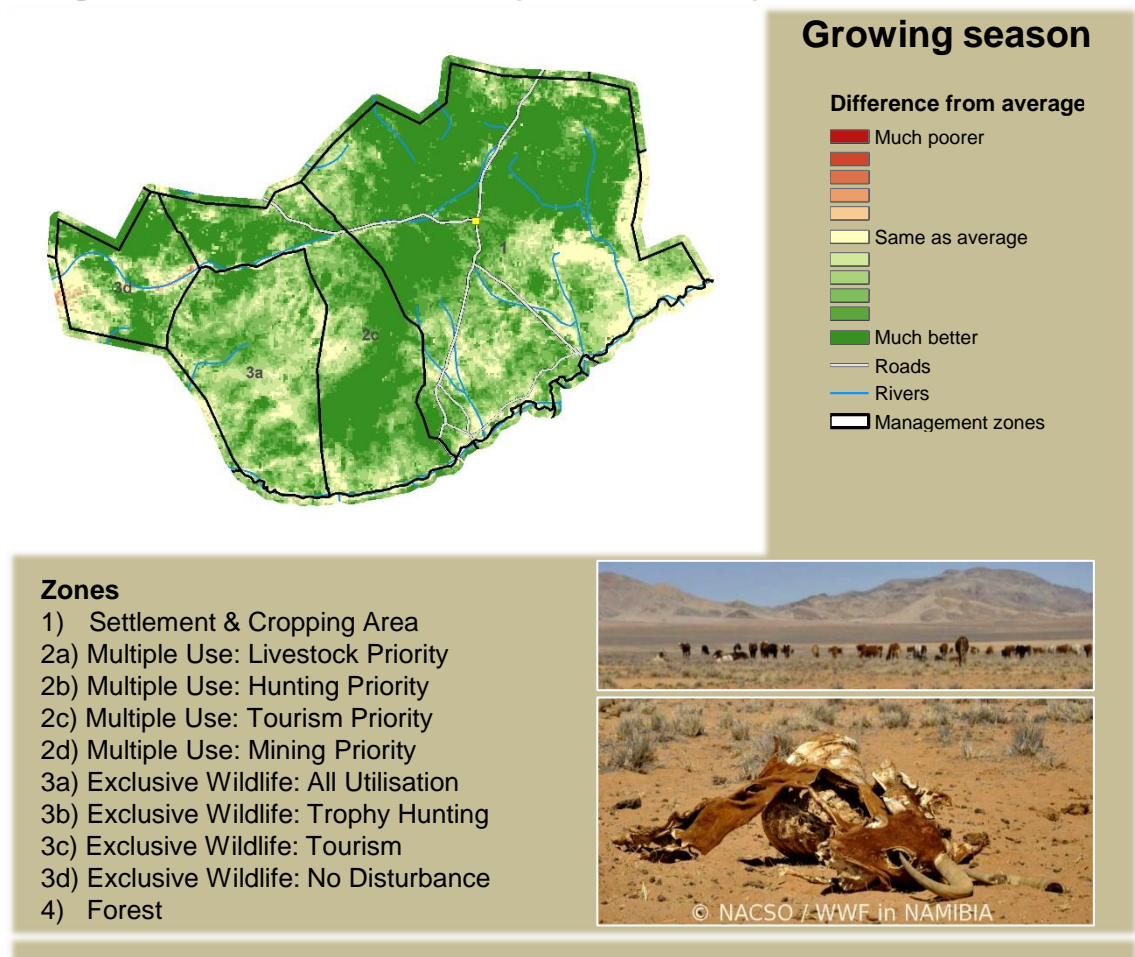 Growing season
Difference from average
Much poorer
Same as average
Much better
Roads
Rivers
Management zones
3d
1
2c
3a
Zones
1) Settlement & Cropping Area
2a) Multiple Use: Livestock Priority
2b) Multiple Use: Hunting Priority
2c) Multiple Use: Tourism Priority
2d) Multiple Use: Mining Priority
3a) Exclusive Wildlife: All Utilisation
3b) Exclusive Wildlife: Trophy Hunting
3c) Exclusive Wildlife: Tourism
3d) Exclusive Wildlife: No Disturbance
4) Forest
© NACSO / WWF in NAMIBIA